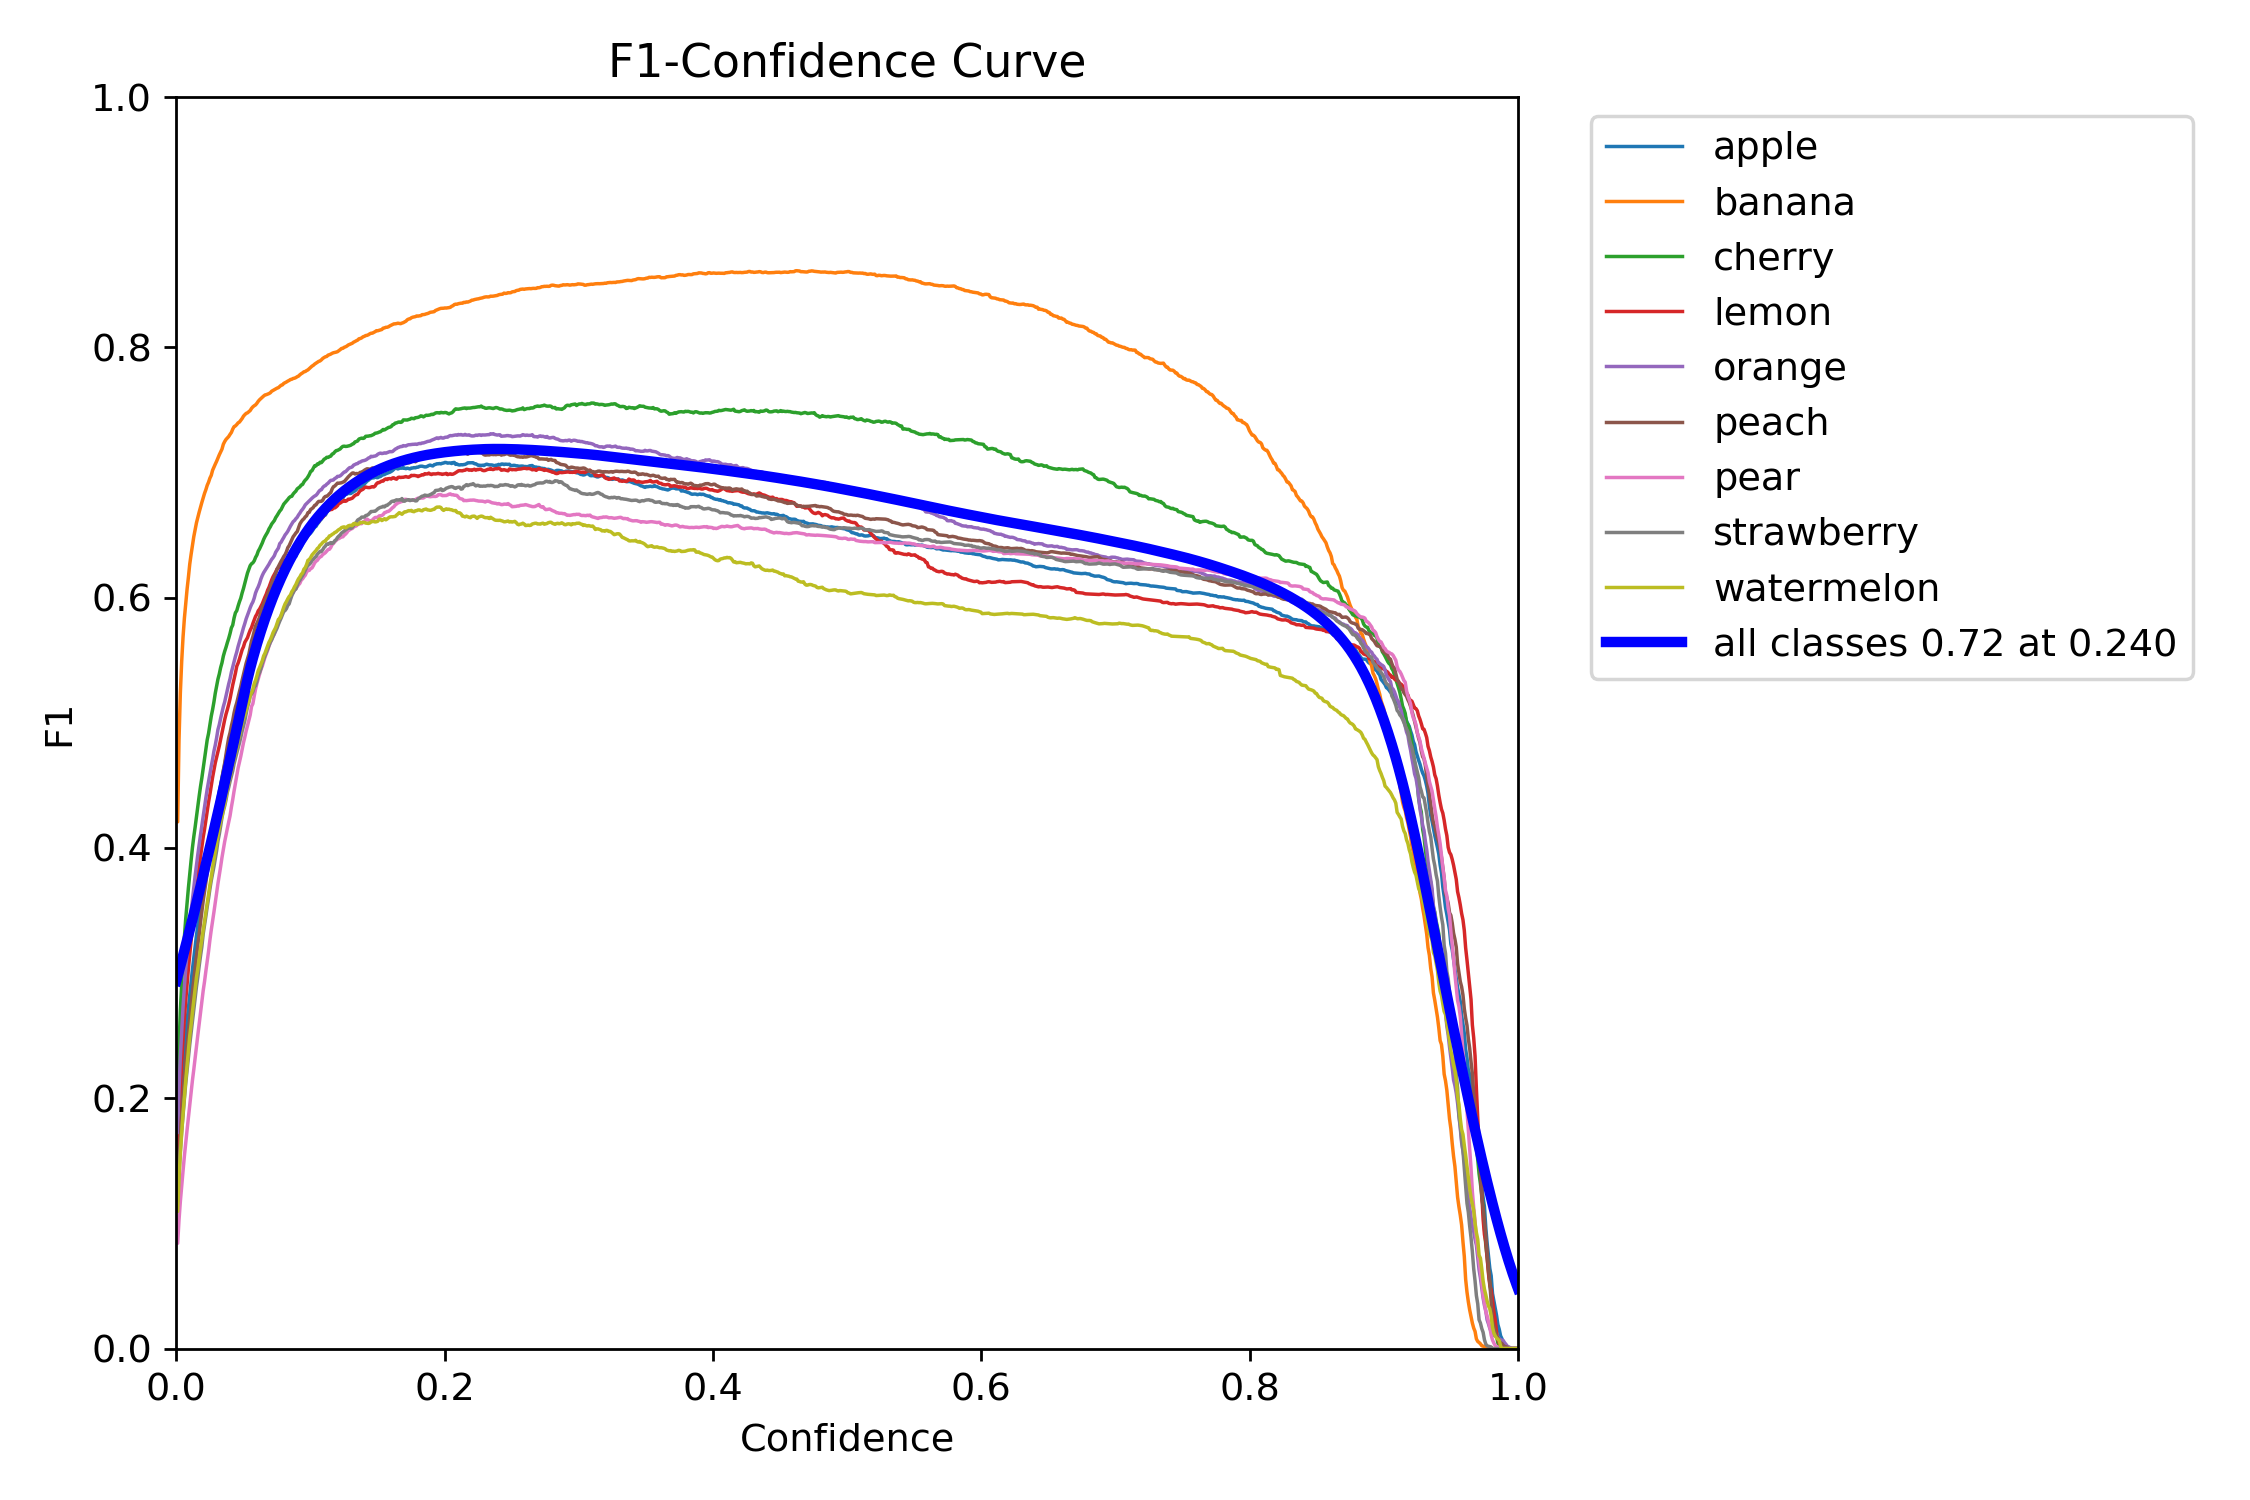 F1-Confidence Curve
1.0
0.8
0.6
0.4
0.2
0.0
F1
0.0 0.2 0.4 0.6 0.8 1.0
Confidence
apple
banana
cherry
lemon
orange
peach
pear
strawberry
watermelon
all classes 0.72 at 0.240